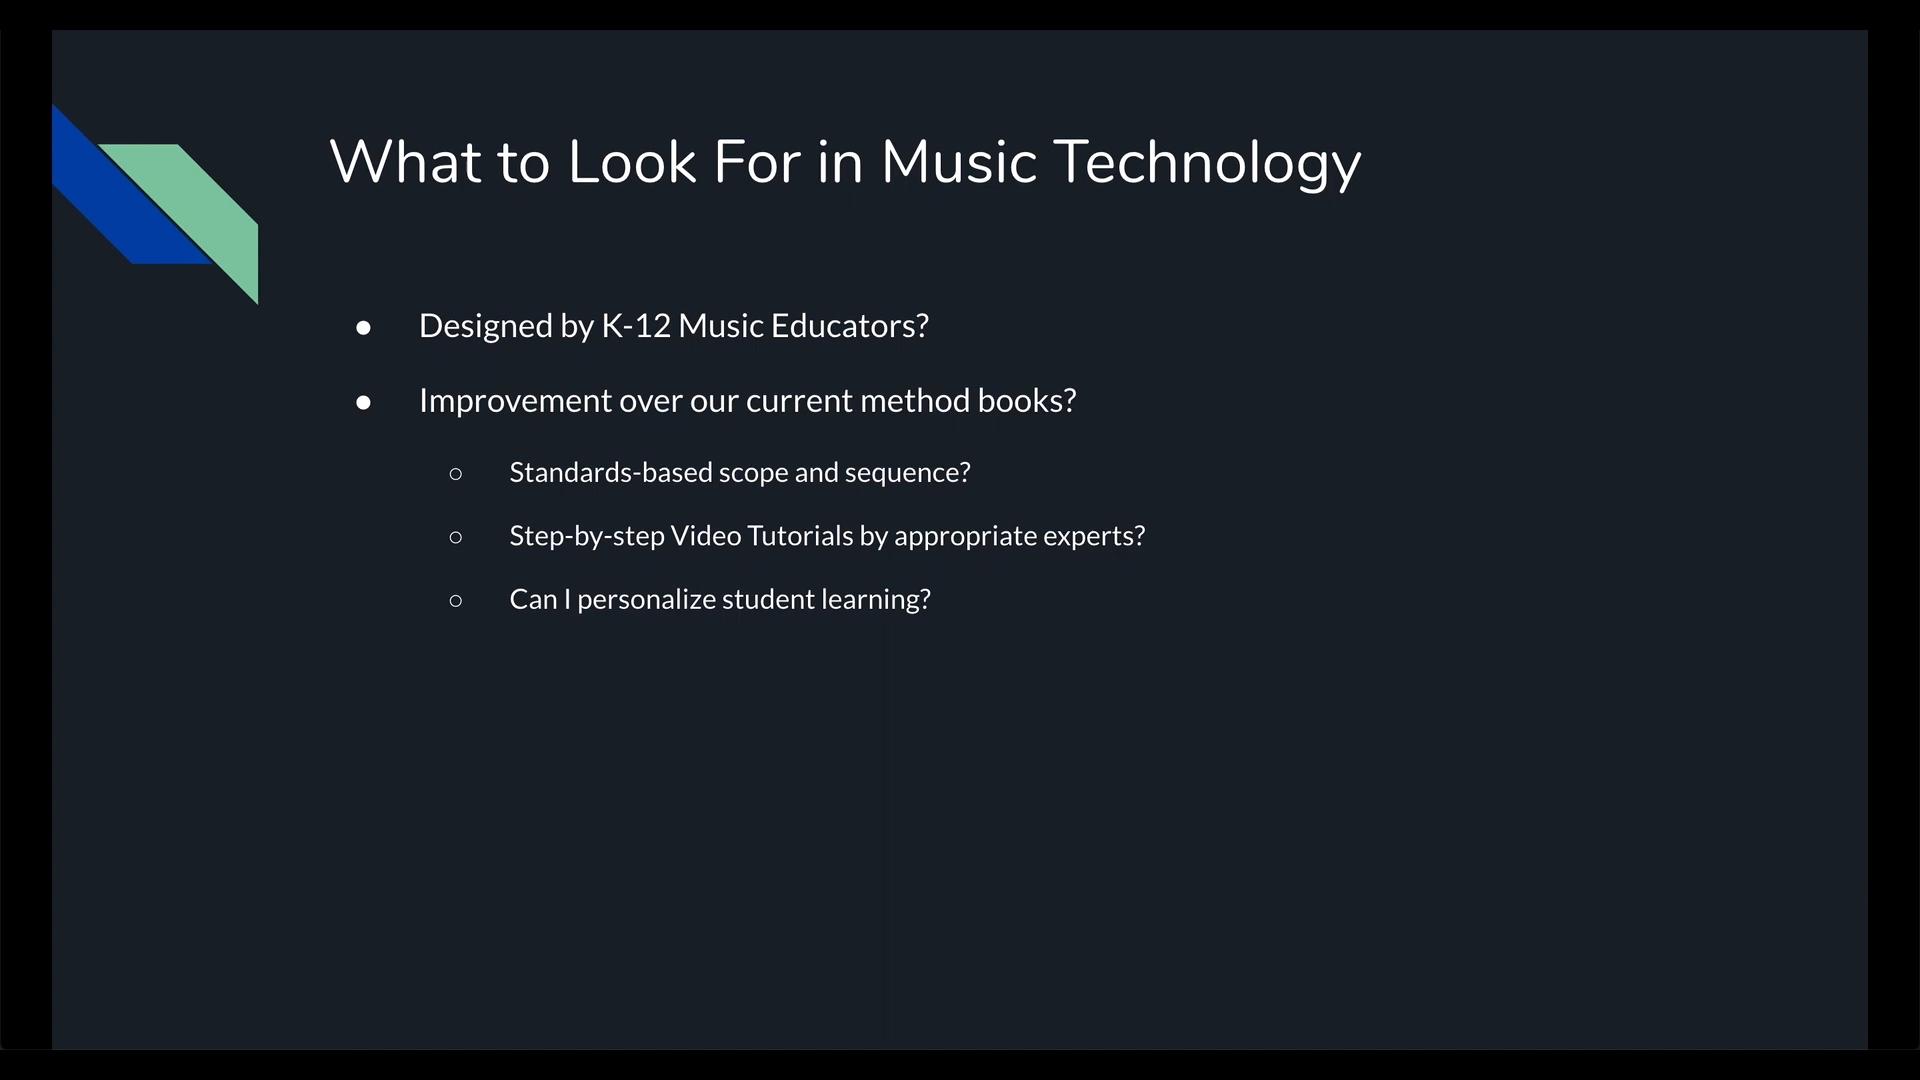 What to Look For in Music Technology
● Designed by K-12 Music Educators?
● Improvement over our current method books?
○ Standards-based scope and sequence?
○ Step-by-step Video Tutorials by appropriate experts?
○ Can I personalize student learning?